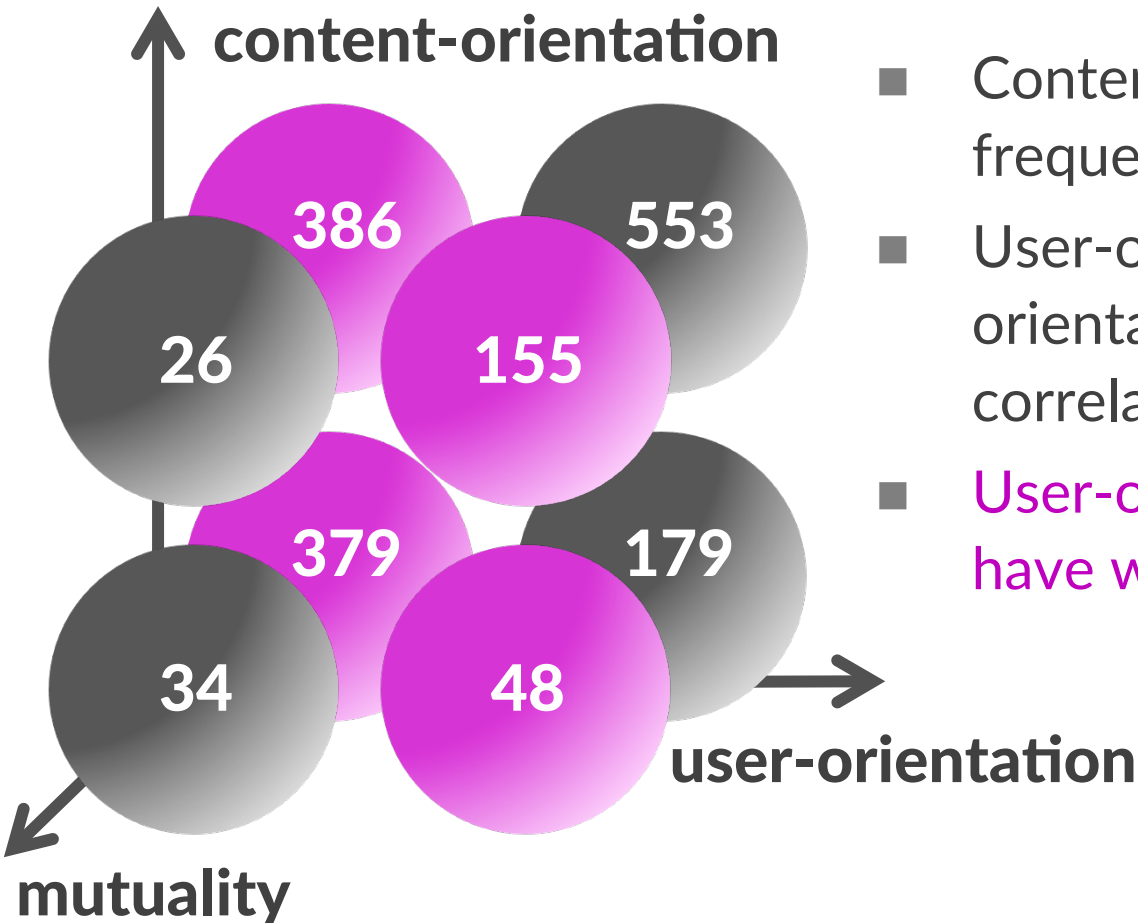 content-orientation
386
553
26
155
379
179
34
48
user-orientation
mutuality
freque
User-o
orienta
correla
User-o
have w